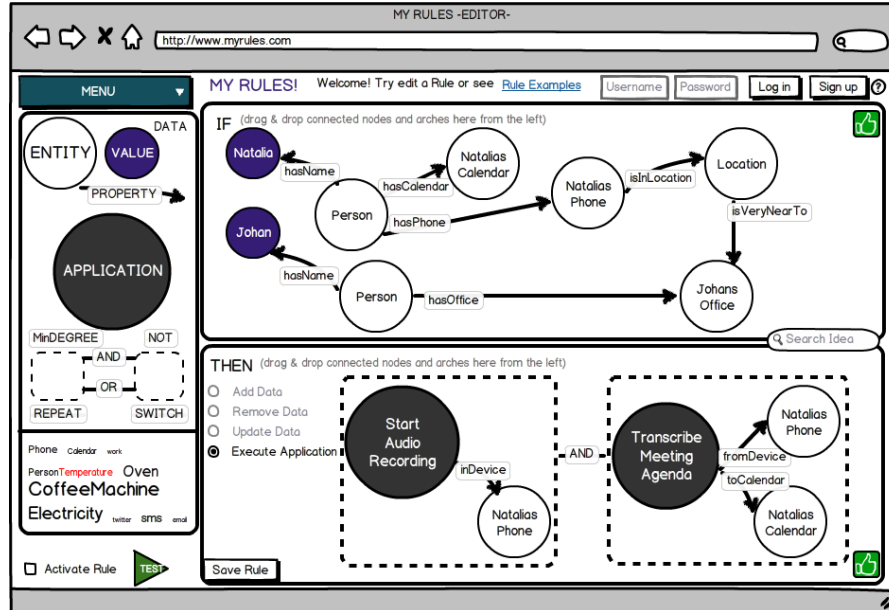 MY RULES -EDITOR-
http://www.myrules.com
MENU
MY RULES!
Welcome! Try edit a Rule or see Rule Examples
Username
Password
Log in
Sign up
?
DATA
ENTITY
VALUE
PROPERTY
APPLICATION
MinDEGREE
NOT
AND
OR
REPEAT
SWITCH
Phone Calendar work
Person Temperature Oven
CoffeeMachine
Electricity twitter sms email
Activate Rule
TEST
IF (drag & drop connected nodes and arches here from the left)
Natalia
hasName
Person
hasCalendar
Natalias
Calendar
hasPhone
Natalias
Phone
isInLocation
Location
isVeryNearTo
Johan
hasName
Person
hasOffice
Johans
Office
Search Idea
THEN (drag & drop connected nodes and arches here from the left)
Add Data
Remove Data
Update Data
Execute Application
Start
Audio
Recording
inDevice
Natalias
Phone
AND
Transcribe
Meeting
Agenda
fromDevice
Natalias
Phone
toCalendar
Natalias
Calendar
Save Rule